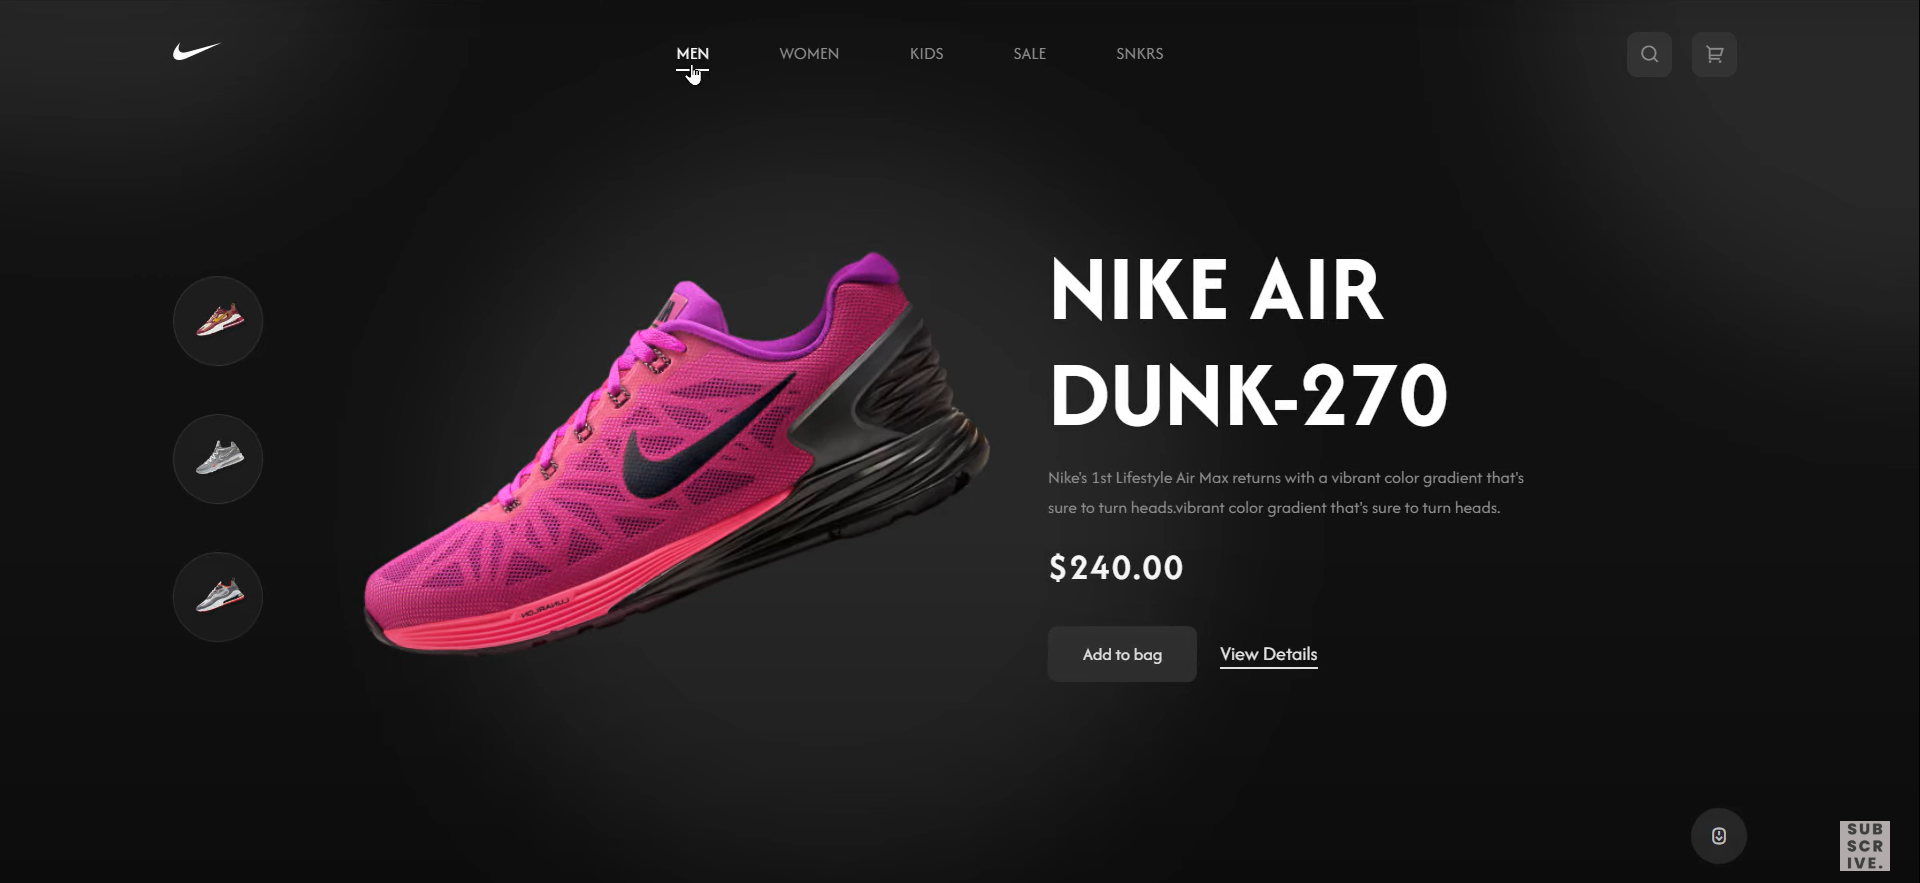 MEN WOMEN KIDS SALE SNKRS
NIKE AIR
DUNK-270
Nike's 1st Lifestyle Air Max returns with a vibrant color gradient that's
sure to turn heads.vibrant color gradient that's sure to turn heads.
$240.00
Add to bag View Details
LUNARLON
SUB
SCR
IVE.